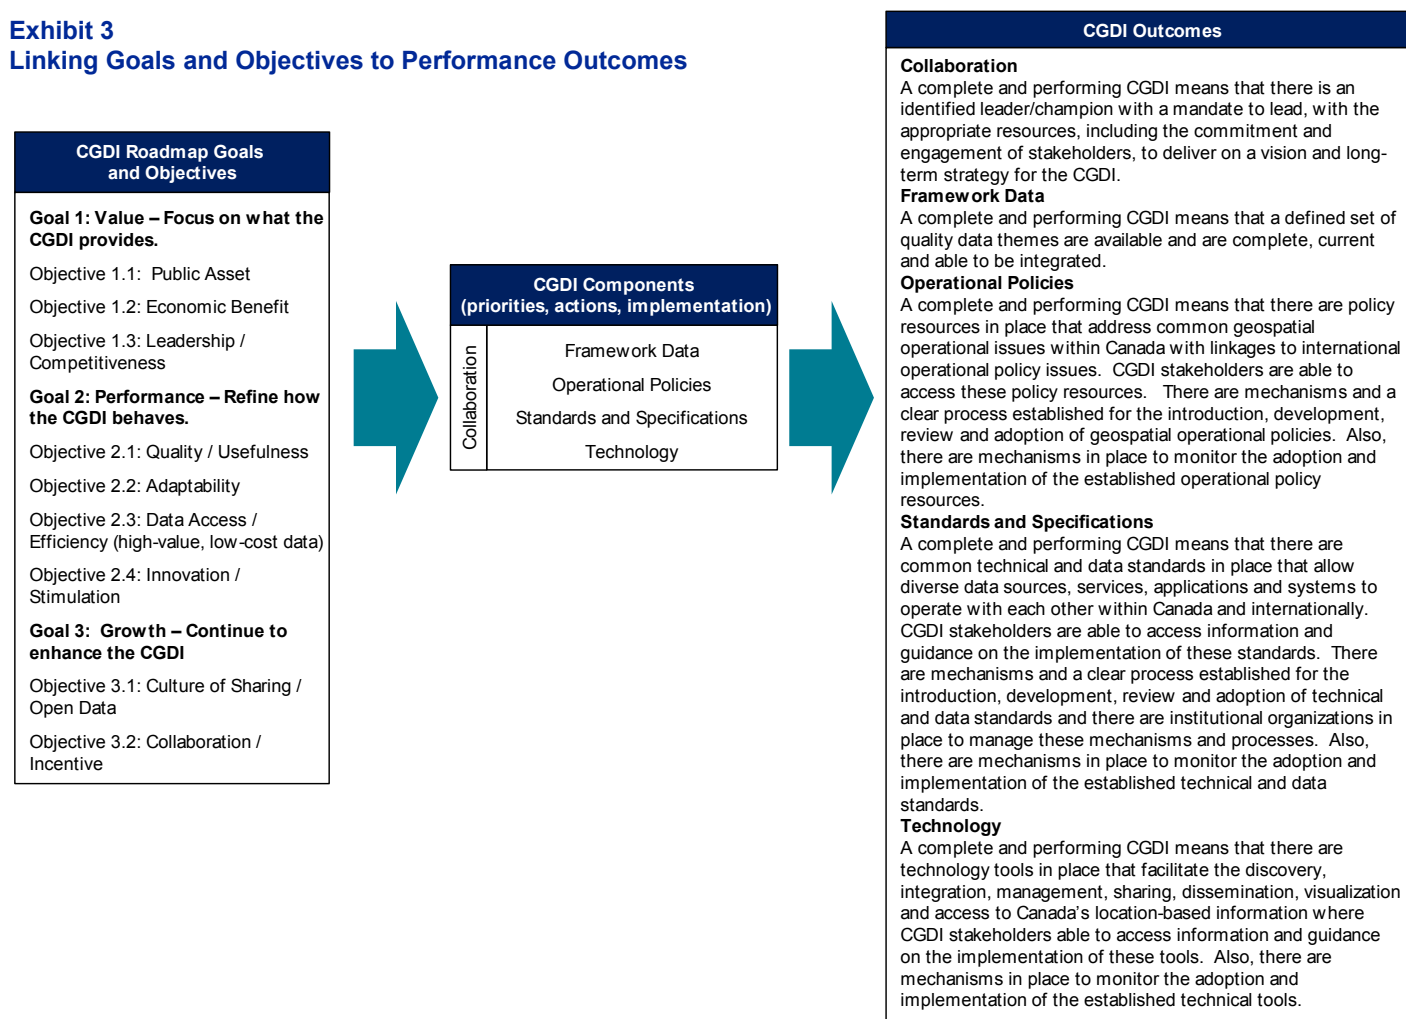 Exhibit 3
Linking Goals and Objectives to Performance Outcomes
CGDI Roadmap Goals
and Objectives
Goal 1: Value – Focus on what the
CGDI provides.
Objective 1.1:  Public Asset
Objective 1.2: Economic Benefit
Objective 1.3: Leadership /
Competitiveness
Goal 2: Performance – Refine how
the CGDI behaves.
Objective 2.1: Quality / Usefulness
Objective 2.2: Adaptability
Objective 2.3: Data Access /
Efficiency (high-value, low-cost data)
Objective 2.4: Innovation /
Stimulation
Goal 3:  Growth – Continue to
enhance the CGDI
Objective 3.1: Culture of Sharing /
Open Data
Objective 3.2: Collaboration /
Incentive
CGDI Components
(priorities, actions, implementation)
Collaboration
Framework Data
Operational Policies
Standards and Specifications
Technology
CGDI Outcomes
Collaboration
A complete and performing CGDI means that there is an
identified leader/champion with a mandate to lead, with the
appropriate resources, including the commitment and
engagement of stakeholders, to deliver on a vision and long-
term strategy for the CGDI.
Framework Data
A complete and performing CGDI means that a defined set of
quality data themes are available and are complete, current
and able to be integrated.
Operational Policies
A complete and performing CGDI means that there are policy
resources in place that address common geospatial
operational issues within Canada with linkages to international
operational policy issues.  CGDI stakeholders are able to
access these policy resources.   There are mechanisms and a
clear process established for the introduction, development,
review and adoption of geospatial operational policies.  Also,
there are mechanisms in place to monitor the adoption and
implementation of the established operational policy
resources.
Standards and Specifications
A complete and performing CGDI means that there are
common technical and data standards in place that allow
diverse data sources, services, applications and systems to
operate with each other within Canada and internationally.
CGDI stakeholders are able to access information and
guidance on the implementation of these standards.  There
are mechanisms and a clear process established for the
introduction, development, review and adoption of technical
and data standards and there are institutional organizations in
place to manage these mechanisms and processes.  Also,
there are mechanisms in place to monitor the adoption and
implementation of the established technical and data
standards.
Technology
A complete and performing CGDI means that there are
technology tools in place that facilitate the discovery,
integration, management, sharing, dissemination, visualization
and access to Canada's location-based information where
CGDI stakeholders able to access information and guidance
on the implementation of these tools.  Also, there are
mechanisms in place to monitor the adoption and
implementation of the established technical tools.